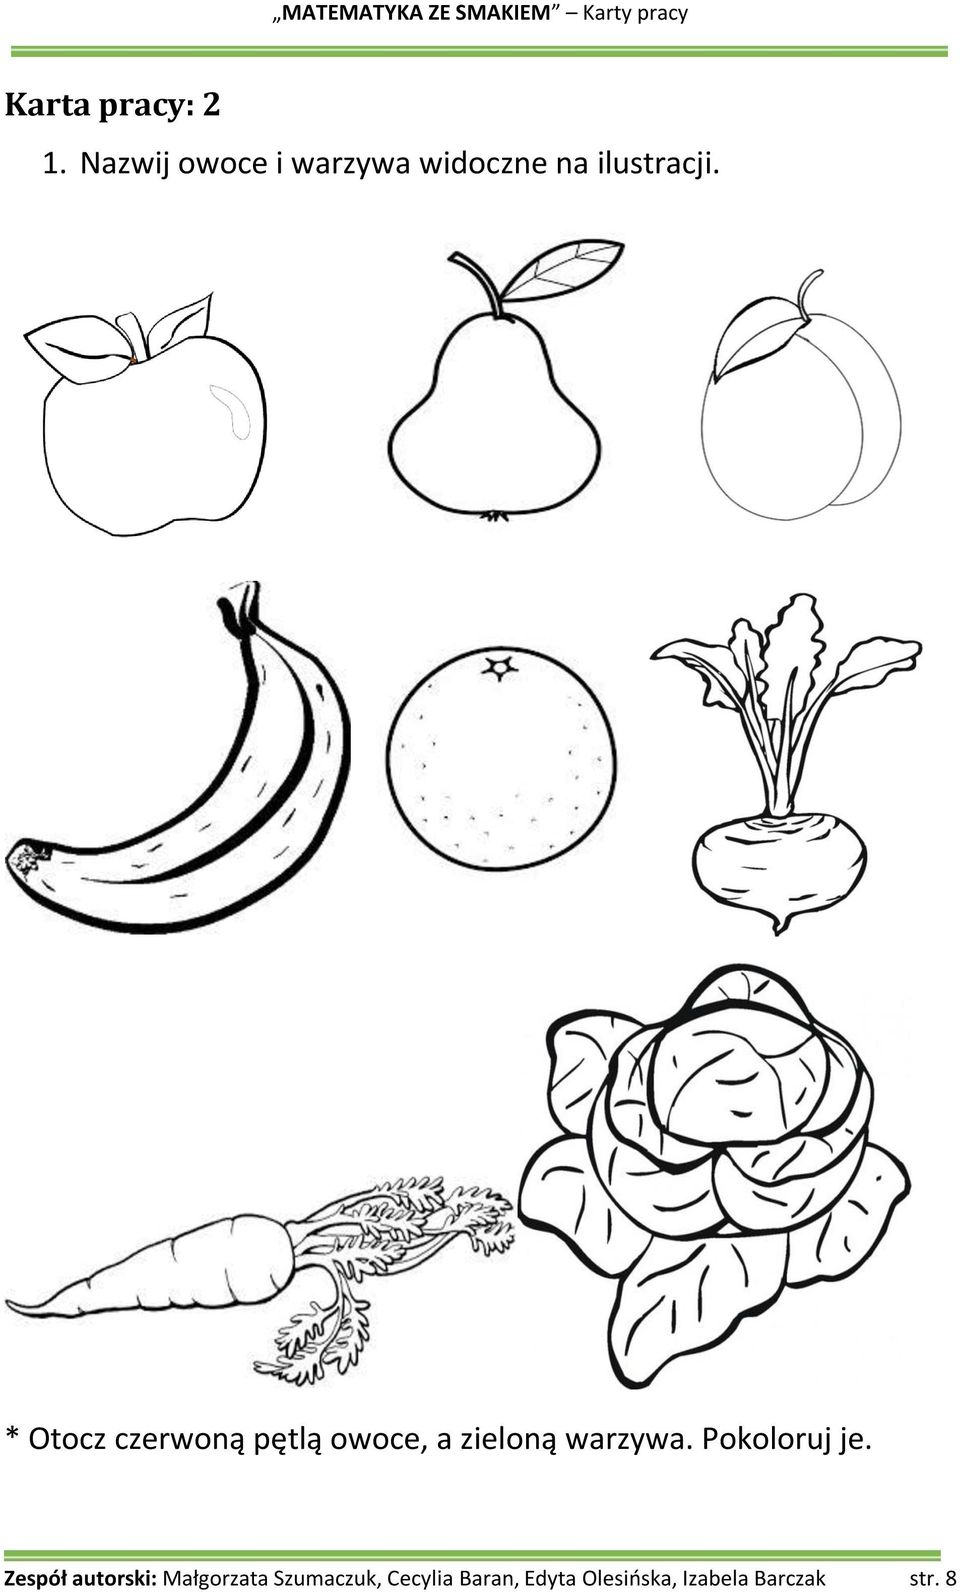 „MATEMATYKA ZE SMAKIEM” – Karty pracy
Karta pracy: 2
1. Nazwij owoce i warzywa widoczne na ilustracji.
* Otocz czerwoną pętlą owoce, a zieloną warzywa. Pokoloruj je.
Zespół autorski: Małgorzata Szumaczuk, Cecylia Baran, Edyta Olesińska, Izabela Barczak str. 8